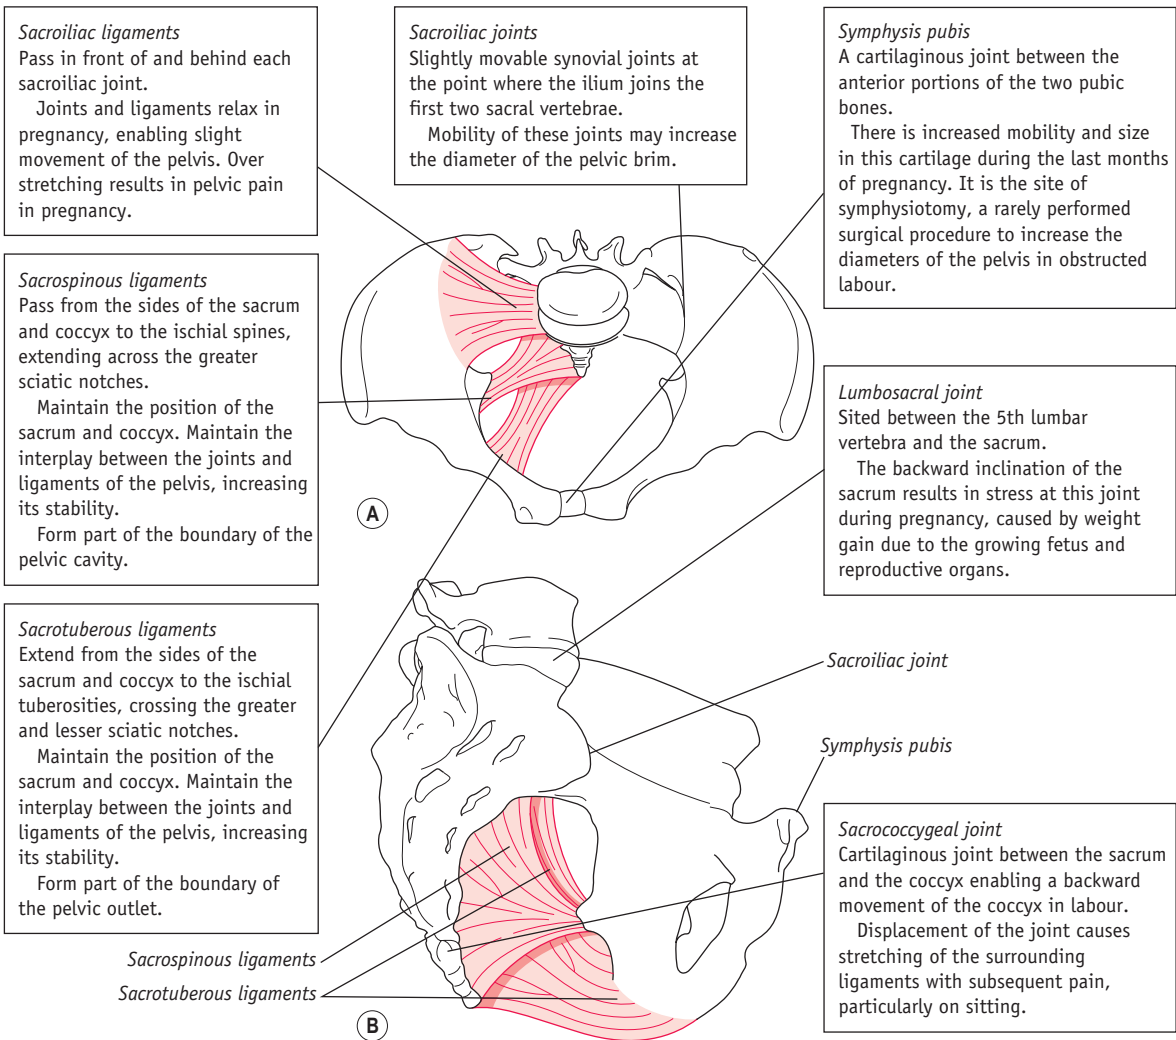 Sacroiliac ligaments
Pass in front of and behind each
sacroiliac joint.
Joints and ligaments relax in
pregnancy, enabling slight
movement of the pelvis. Over
stretching results in pelvic pain
in pregnancy.
Sacroiliac joints
Slightly movable synovial joints at
the point where the ilium joins the
first two sacral vertebrae.
Mobility of these joints may increase
the diameter of the pelvic brim.
Symphysis pubis
A cartilaginous joint between the
anterior portions of the two pubic
bones.
There is increased mobility and size
in this cartilage during the last months
of pregnancy. It is the site of
symphysiotomy, a rarely performed
surgical procedure to increase the
diameters of the pelvis in obstructed
labour.
Sacrospinous ligaments
Pass from the sides of the sacrum
and coccyx to the ischial spines,
extending across the greater
sciatic notches.
Maintain the position of the
sacrum and coccyx. Maintain the
interplay between the joints and
ligaments of the pelvis, increasing
its stability.
Form part of the boundary of the
pelvic cavity.
A
Lumbosacral joint
Sited between the 5th lumbar
vertebra and the sacrum.
The backward inclination of the
sacrum results in stress at this joint
during pregnancy, caused by weight
gain due to the growing fetus and
reproductive organs.
Sacrotuberous ligaments
Extend from the sides of the
sacrum and coccyx to the ischial
tuberosities, crossing the greater
and lesser sciatic notches.
Maintain the position of the
sacrum and coccyx. Maintain the
interplay between the joints and
ligaments of the pelvis, increasing
its stability.
Form part of the boundary of
the pelvic outlet.
Sacroiliac joint
Symphysis pubis
Sacrococcygeal joint
Cartilaginous joint between the sacrum
and the coccyx enabling a backward
movement of the coccyx in labour.
Displacement of the joint causes
stretching of the surrounding
ligaments with subsequent pain,
particularly on sitting.
Sacrospinous ligaments
Sacrotuberous ligaments
B